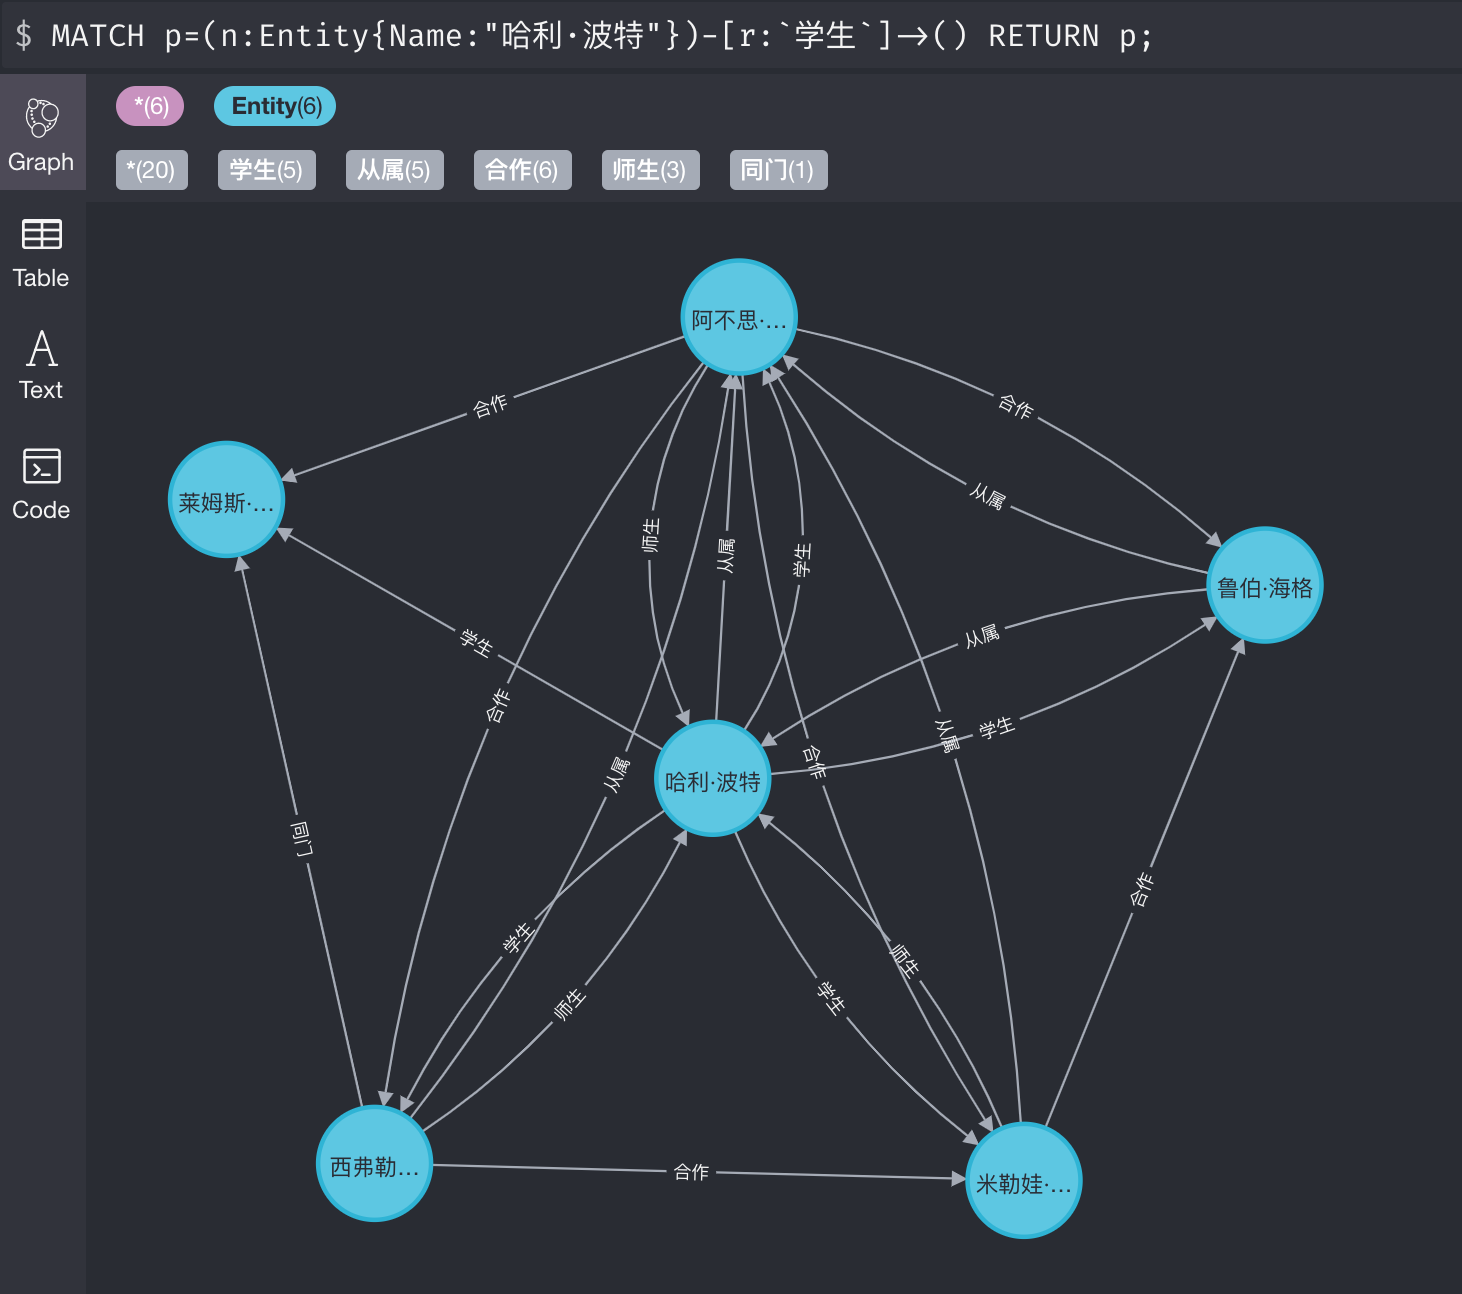 $ MATCH p=(n:Entity{Name:"哈利·波特"})-[r:`学生`]->() RETURN p;
*(6) Entity(6)
*(20) 学生(5) 从属(5) 合作(6) 师生(3) 同门(1)
Graph
Table
Text
Code
阿不思·...
合作
合作
莱姆斯·...
从属
师生
从属
学生
鲁伯·海格
学生
从属
合作
学生
从属
从属
合作
哈利·波特
同门
合作
学生
师生
师生
学生
西弗勒...
合作
米勒娃·...